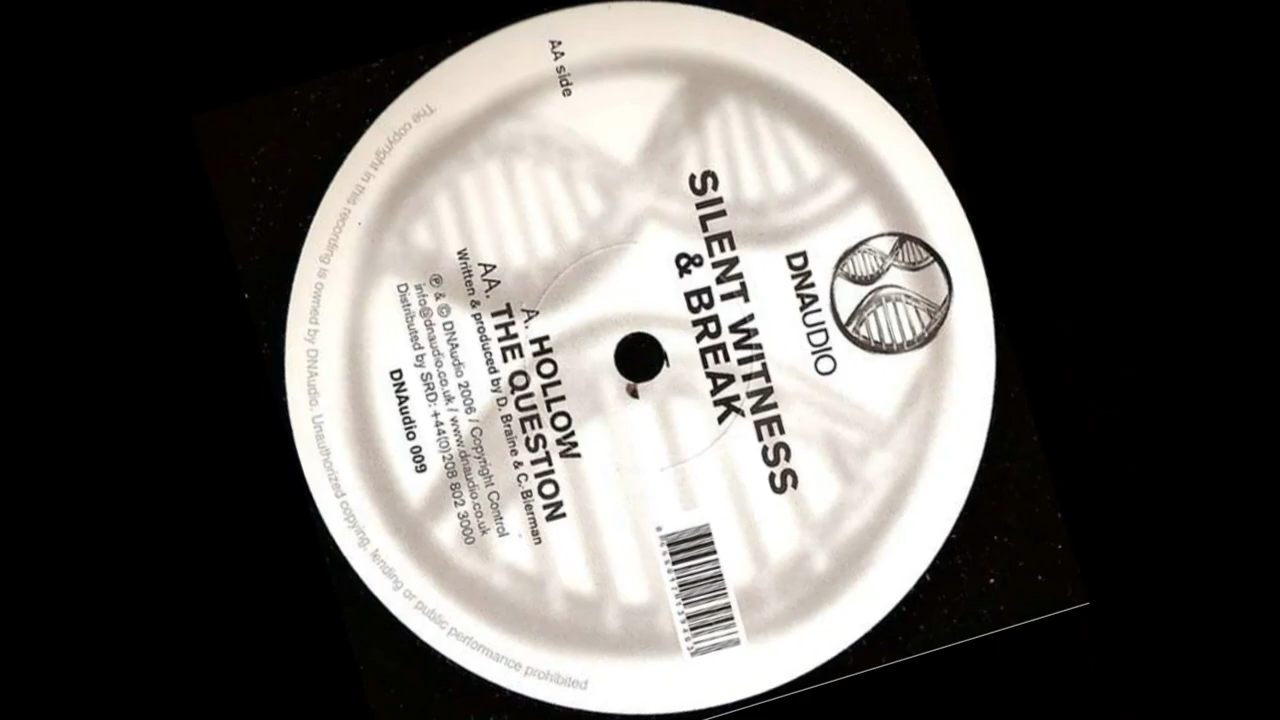 DNAUDIO
SILENT WITNESS
& BREAK
AA side
A. HOLLOW
AA. THE QUESTION
Written & produced by D. Braine & C. Bierman
℗ & © DNAudio 2006 / Copyright Control
info@dnaudio.co.uk / www.dnaudio.co.uk
Distributed by SRD: +44(0)208 802 3000
DNAudio 009
The copyright in this recording is owned by DNAudio. Unauthorized copying, lending or public performance prohibited